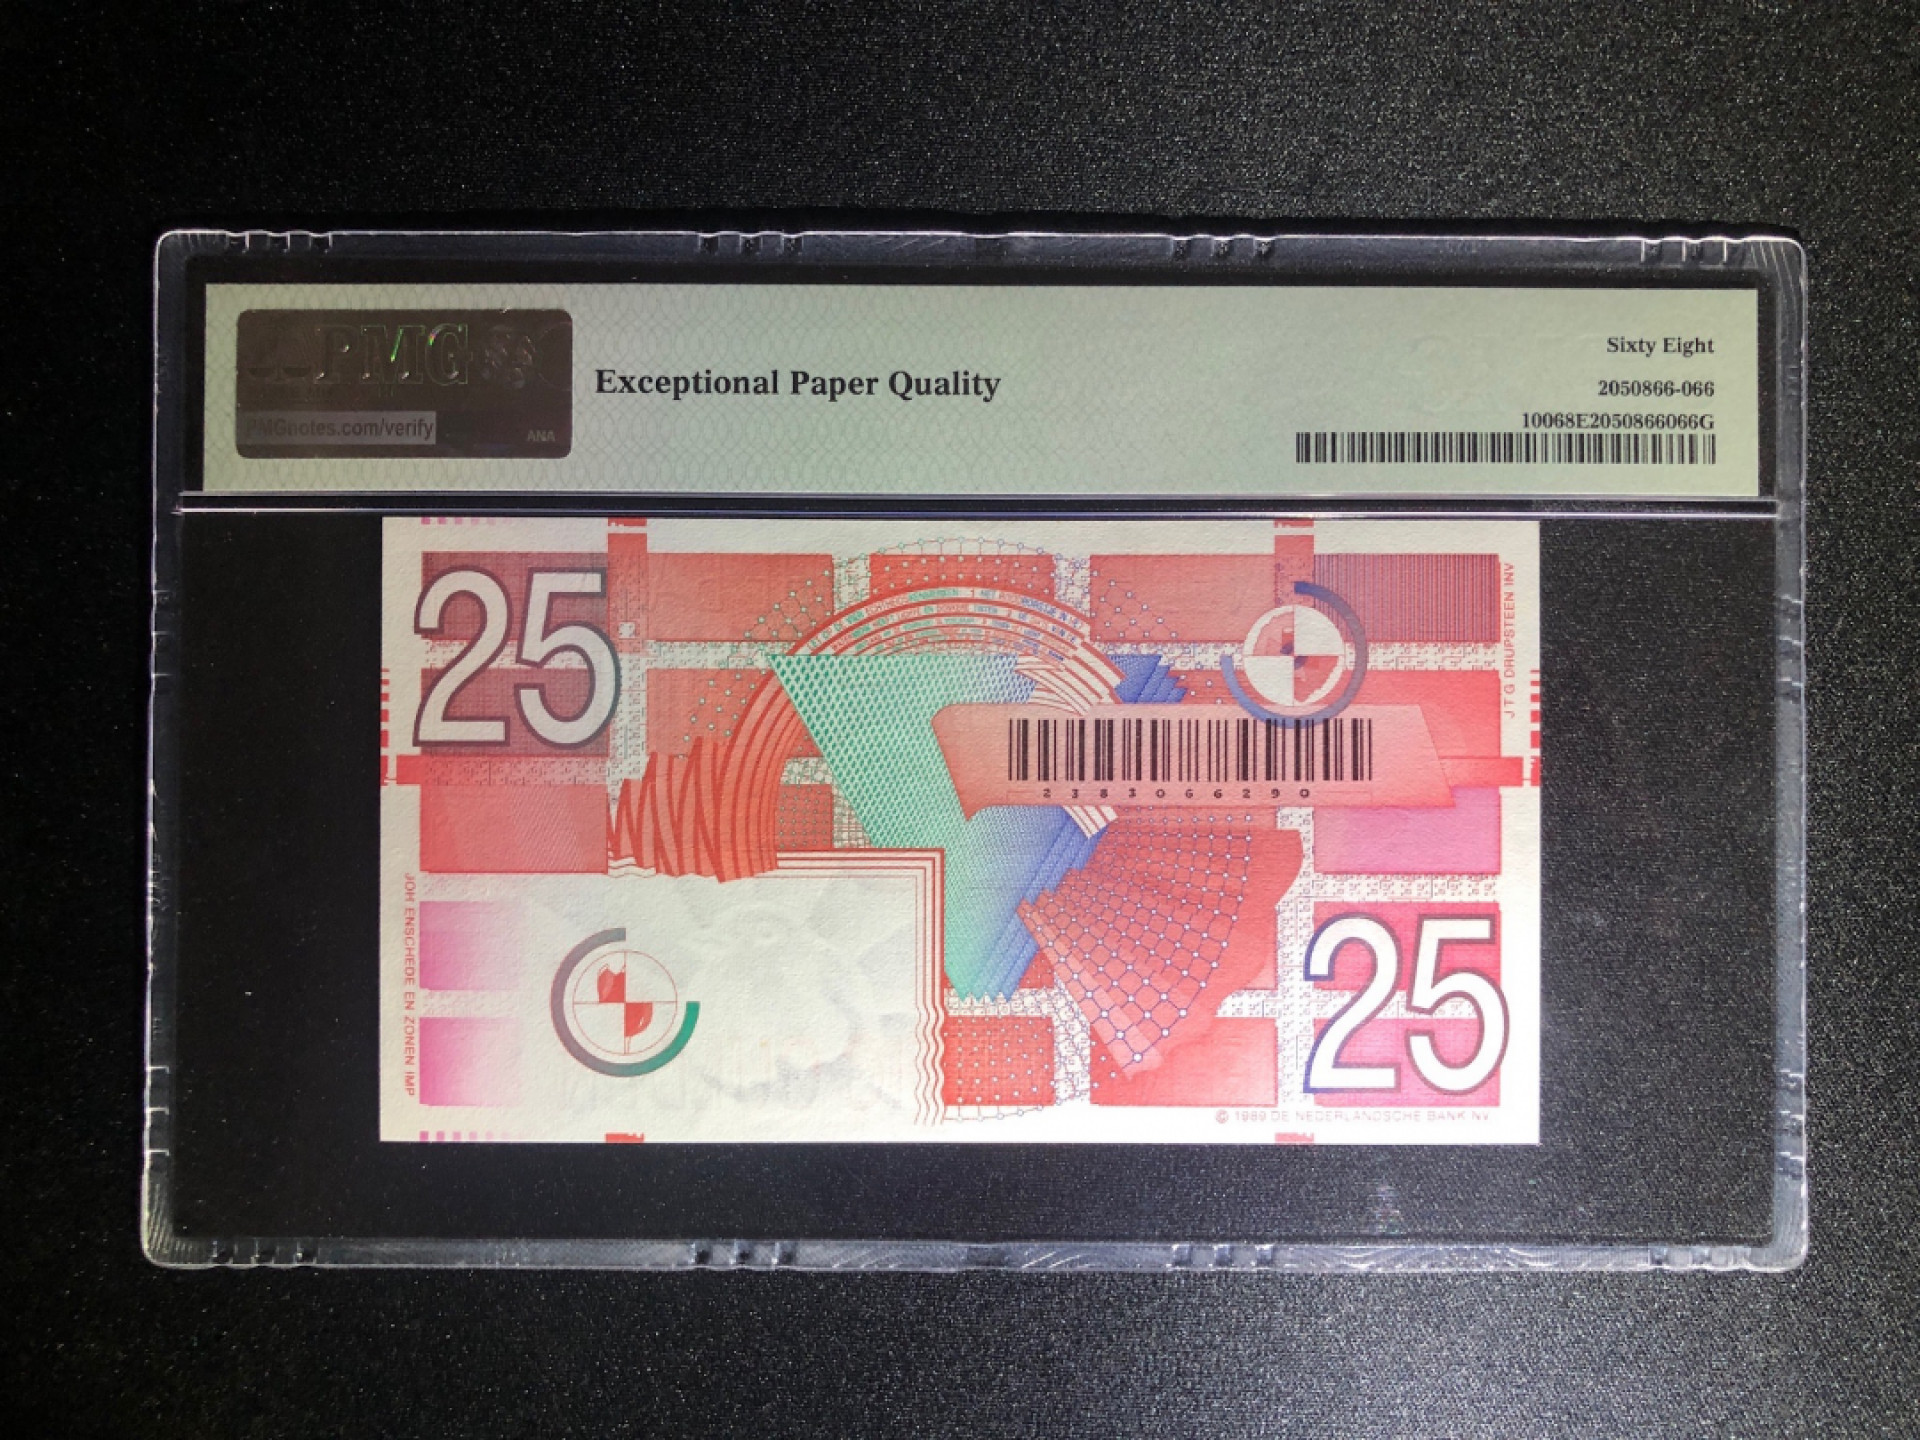 PMG
PMGnotes.com/verify
ANA
Exceptional Paper Quality
Sixty Eight
2050866-066
10068E2050866066G
25
J T G DRUPSTEEN INV
2383066290
JOH ENSCHEDE EN ZONEN IMP
25
© 1989 DE NEDERLANDSCHE BANK NV